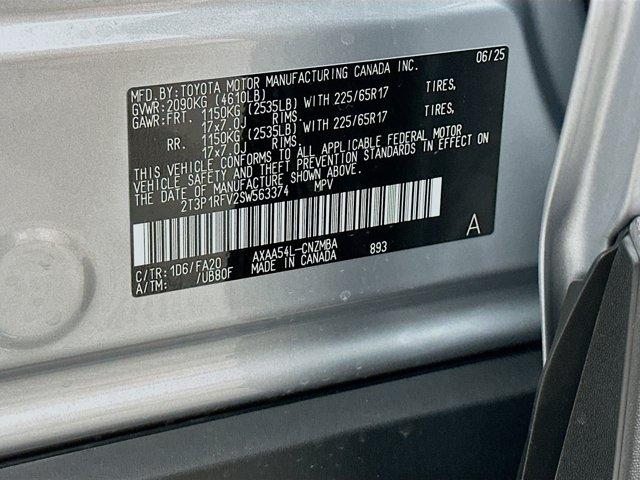 MFD.BY:TOYOTA MOTOR MANUFACTURING CANADA INC. 06/25
GVWR:2090KG (4610LB)
GAWR:FRT. 1150KG (2535LB) WITH 225/65R17 TIRES,
17x7.0J RIMS.
RR. 1150KG (2535LB) WITH 225/65R17 TIRES,
17x7.0J RIMS.
THIS VEHICLE CONFORMS TO ALL APPLICABLE FEDERAL MOTOR
VEHICLE SAFETY AND THEFT PREVENTION STANDARDS IN EFFECT ON
THE DATE OF MANUFACTURE SHOWN ABOVE.
2T3P1RFV2SW563374 MPV
C/TR:1D6/FA20 AXAA54L-CNZMBA 893 A
A/TM: /UB80F MADE IN CANADA